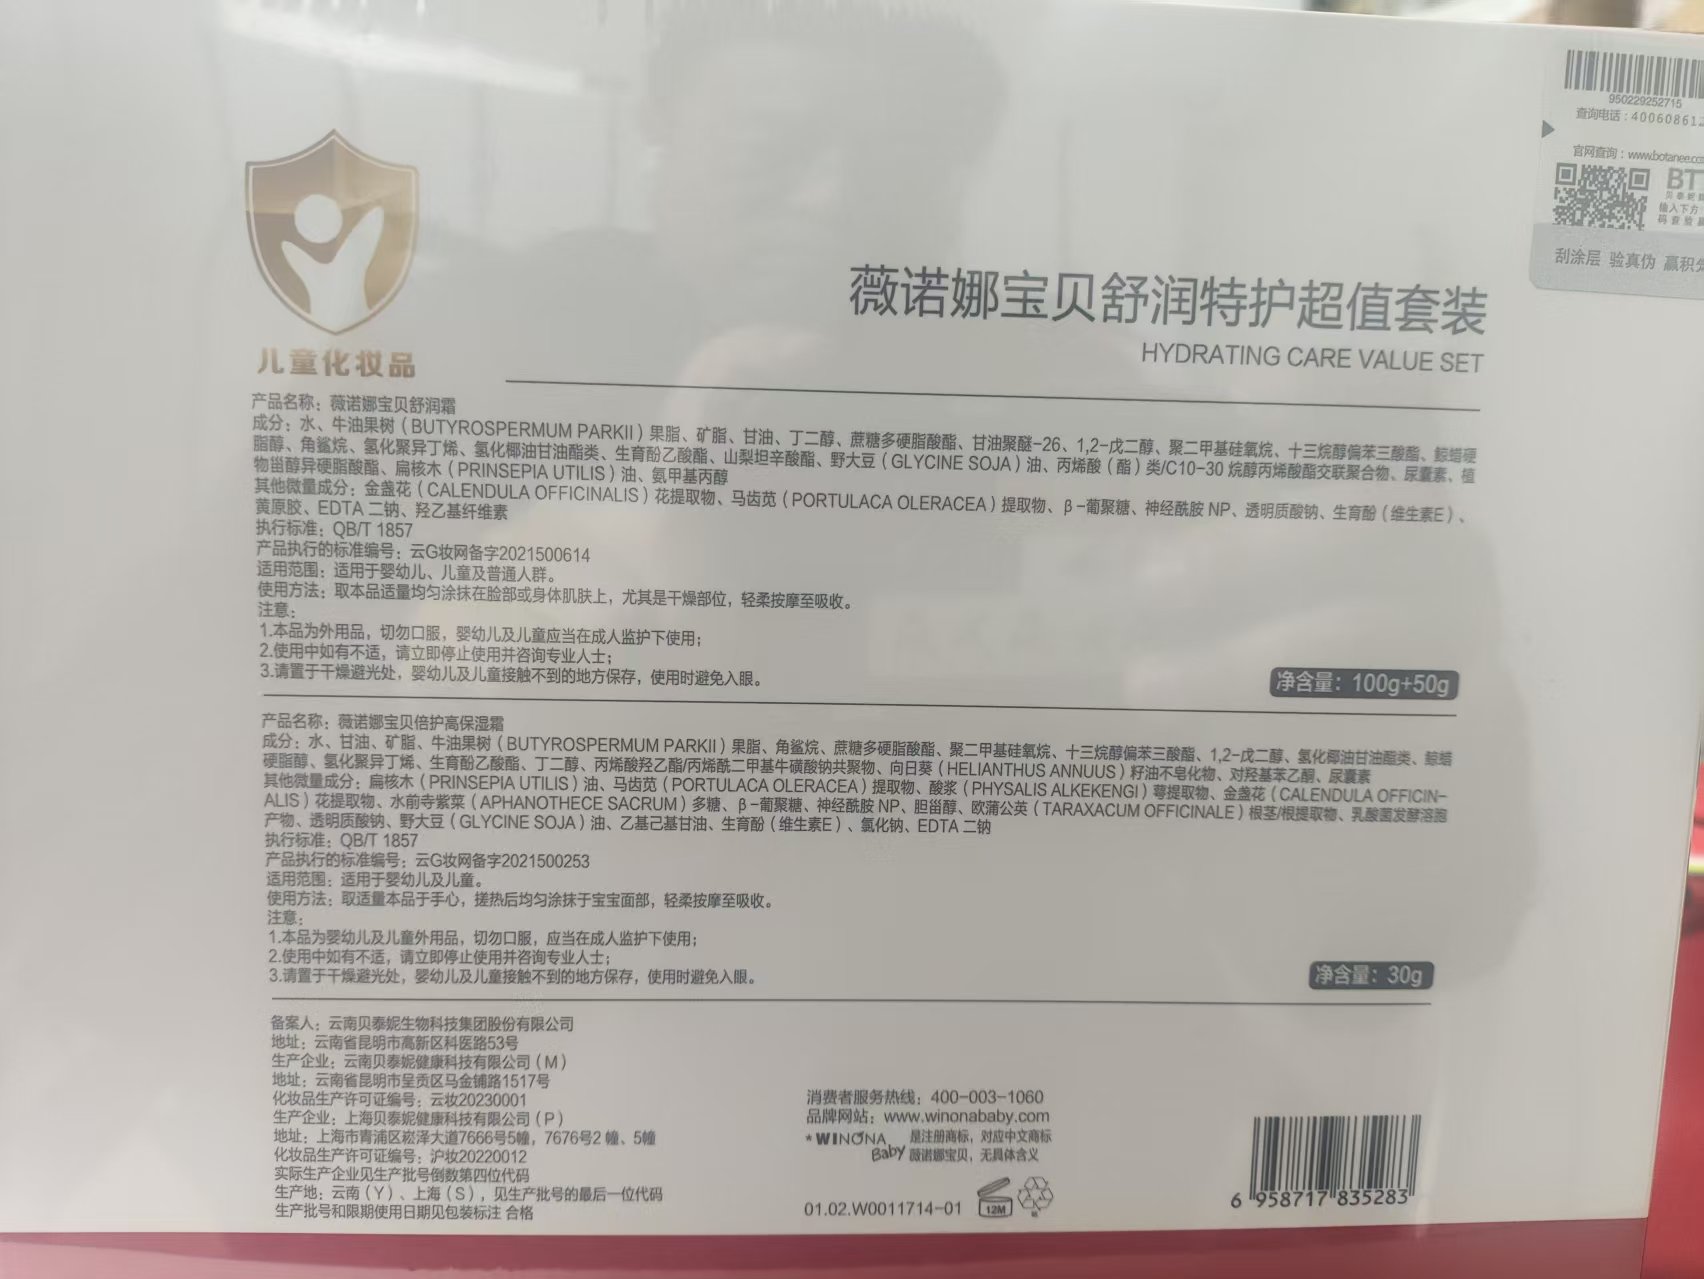 950229252715
查询电话：40060861
官网查询：www.botanee.co
BT
输入下方
刮涂层 验真伪 赢积
儿童化妆品
薇诺娜宝贝舒润特护超值套装
HYDRATING CARE VALUE SET
产品名称：薇诺娜宝贝舒润霜
成分：水、牛油果树（BUTYROSPERMUM PARKII）果脂、矿脂、甘油、丁二醇、蔗糖多硬脂酸酯、甘油聚醚-26、1,2-戊二醇、聚二甲基硅氧烷、十三烷醇偏苯三酸酯、鲸蜡硬
脂醇、角鲨烷、氢化聚异丁烯、氢化椰油甘油酯类、生育酚乙酸酯、山梨坦辛酸酯、野大豆（GLYCINE SOJA）油、丙烯酸（酯）类/C10-30 烷醇丙烯酸酯交联聚合物、尿囊素、植
物甾醇异硬脂酸酯、扁核木（PRINSEPIA UTILIS）油、氨甲基丙醇
其他微量成分：金盏花（CALENDULA OFFICINALIS）花提取物、马齿苋（PORTULACA OLERACEA）提取物、β-葡聚糖、神经酰胺 NP、透明质酸钠、生育酚（维生素E）、
黄原胶、EDTA 二钠、羟乙基纤维素
执行标准：QB/T 1857
产品执行的标准编号：云G妆网备字2021500614
适用范围：适用于婴幼儿、儿童及普通人群。
使用方法：取本品适量均匀涂抹在脸部或身体肌肤上，尤其是干燥部位，轻柔按摩至吸收。
注意：
1.本品为外用品，切勿口服，婴幼儿及儿童应当在成人监护下使用；
2.使用中如有不适，请立即停止使用并咨询专业人士；
3.请置于干燥避光处，婴幼儿及儿童接触不到的地方保存，使用时避免入眼。
净含量：100g+50g
产品名称：薇诺娜宝贝倍护高保湿霜
成分：水、甘油、矿脂、牛油果树（BUTYROSPERMUM PARKII）果脂、角鲨烷、蔗糖多硬脂酸酯、聚二甲基硅氧烷、十三烷醇偏苯三酸酯、1,2-戊二醇、氢化椰油甘油酯类、鲸蜡
硬脂醇、氢化聚异丁烯、生育酚乙酸酯、丁二醇、丙烯酸羟乙酯/丙烯酰二甲基牛磺酸钠共聚物、向日葵（HELIANTHUS ANNUUS）籽油不皂化物、对羟基苯乙酮、尿囊素
其他微量成分：扁核木（PRINSEPIA UTILIS）油、马齿苋（PORTULACA OLERACEA）提取物、酸浆（PHYSALIS ALKEKENGI）萼提取物、金盏花（CALENDULA OFFICIN-
ALIS）花提取物、水前寺紫菜（APHANOTHECE SACRUM）多糖、β-葡聚糖、神经酰胺 NP、胆甾醇、欧蒲公英（TARAXACUM OFFICINALE）根茎/根提取物、乳酸菌发酵溶胞
产物、透明质酸钠、野大豆（GLYCINE SOJA）油、乙基己基甘油、生育酚（维生素E）、氯化钠、EDTA 二钠
执行标准：QB/T 1857
产品执行的标准编号：云G妆网备字2021500253
适用范围：适用于婴幼儿及儿童。
使用方法：取适量本品于手心，搓热后均匀涂抹于宝宝面部，轻柔按摩至吸收。
注意：
1.本品为婴幼儿及儿童外用品，切勿口服，应当在成人监护下使用；
2.使用中如有不适，请立即停止使用并咨询专业人士；
3.请置于干燥避光处，婴幼儿及儿童接触不到的地方保存，使用时避免入眼。
净含量：30g
备案人：云南贝泰妮生物科技集团股份有限公司
地址：云南省昆明市高新区科医路53号
生产企业：云南贝泰妮健康科技有限公司（M）
地址：云南省昆明市呈贡区马金铺路1517号
化妆品生产许可证编号：云妆20230001
生产企业：上海贝泰妮健康科技有限公司（P）
地址：上海市青浦区崧泽大道7666号5幢，7676号2 幢、5幢
化妆品生产许可证编号：沪妆20220012
实际生产企业见生产批号倒数第四位代码
生产地：云南（Y）、上海（S），见生产批号的最后一位代码
生产批号和限期使用日期见包装标注 合格
消费者服务热线：400-003-1060
品牌网站：www.winonababy.com
*WINONA Baby 是注册商标，对应中文商标
薇诺娜宝贝，无具体含义
01.02.W0011714-01
12M
6 958717 835283